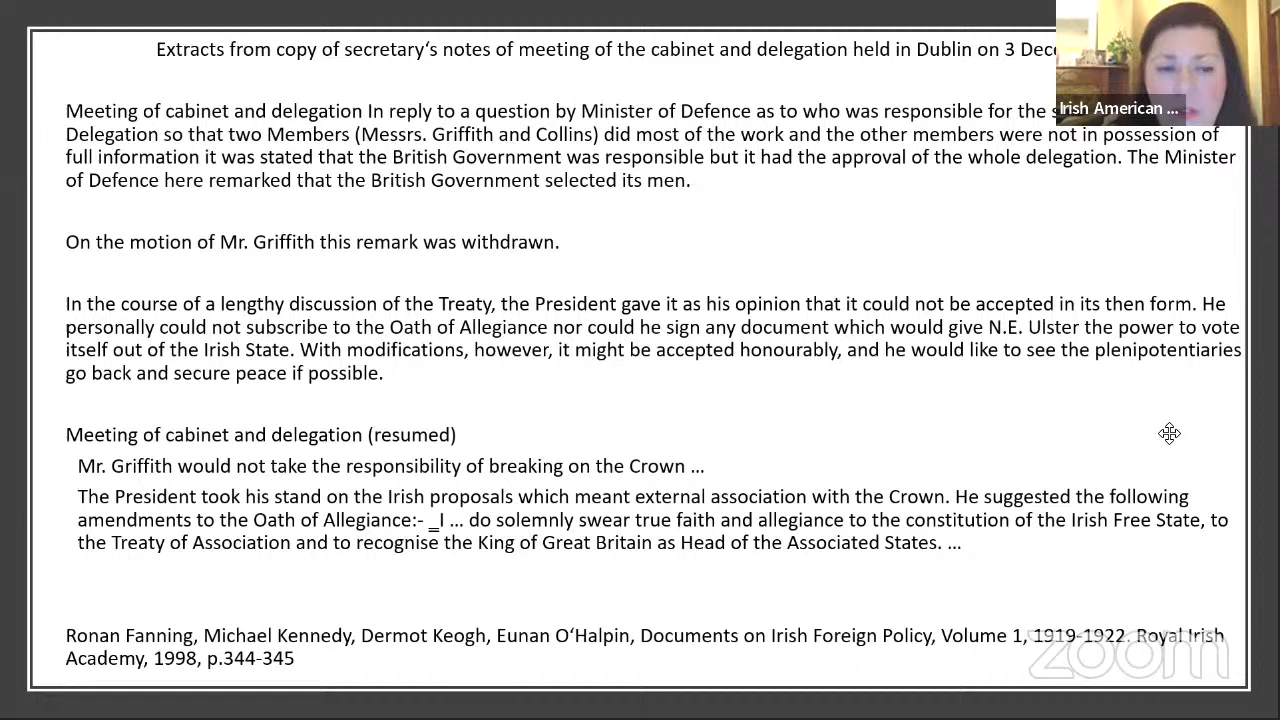 Extracts from copy of secretary‘s notes of meeting of the cabinet and delegation held in Dublin on 3
Irish American ...
Meeting of cabinet and delegation In reply to a question by Minister of Defence as to who was responsible for the
Delegation so that two Members (Messrs. Griffith and Collins) did most of the work and the other members were not in possession of
full information it was stated that the British Government was responsible but it had the approval of the whole delegation. The Minister
of Defence here remarked that the British Government selected its men.
On the motion of Mr. Griffith this remark was withdrawn.
In the course of a lengthy discussion of the Treaty, the President gave it as his opinion that it could not be accepted in its then form. He
personally could not subscribe to the Oath of Allegiance nor could he sign any document which would give N.E. Ulster the power to vote
itself out of the Irish State. With modifications, however, it might be accepted honourably, and he would like to see the plenipotentiaries
go back and secure peace if possible.
Meeting of cabinet and delegation (resumed)
Mr. Griffith would not take the responsibility of breaking on the Crown ...
The President took his stand on the Irish proposals which meant external association with the Crown. He suggested the following
amendments to the Oath of Allegiance:- ‗I ... do solemnly swear true faith and allegiance to the constitution of the Irish Free State, to
the Treaty of Association and to recognise the King of Great Britain as Head of the Associated States. ...
Ronan Fanning, Michael Kennedy, Dermot Keogh, Eunan O‘Halpin, Documents on Irish Foreign Policy, Volume 1, 1919-1922. Royal Irish
Academy, 1998, p.344-345
zoom